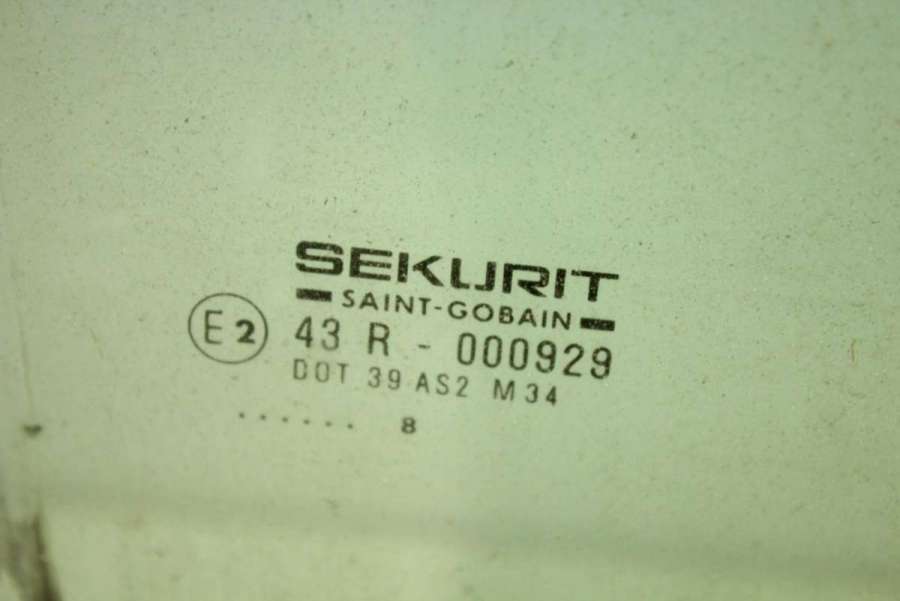 SEKURIT
SAINT-GOBAIN
E2 43 R - 000929
DOT 39 AS2 M34
...... 8